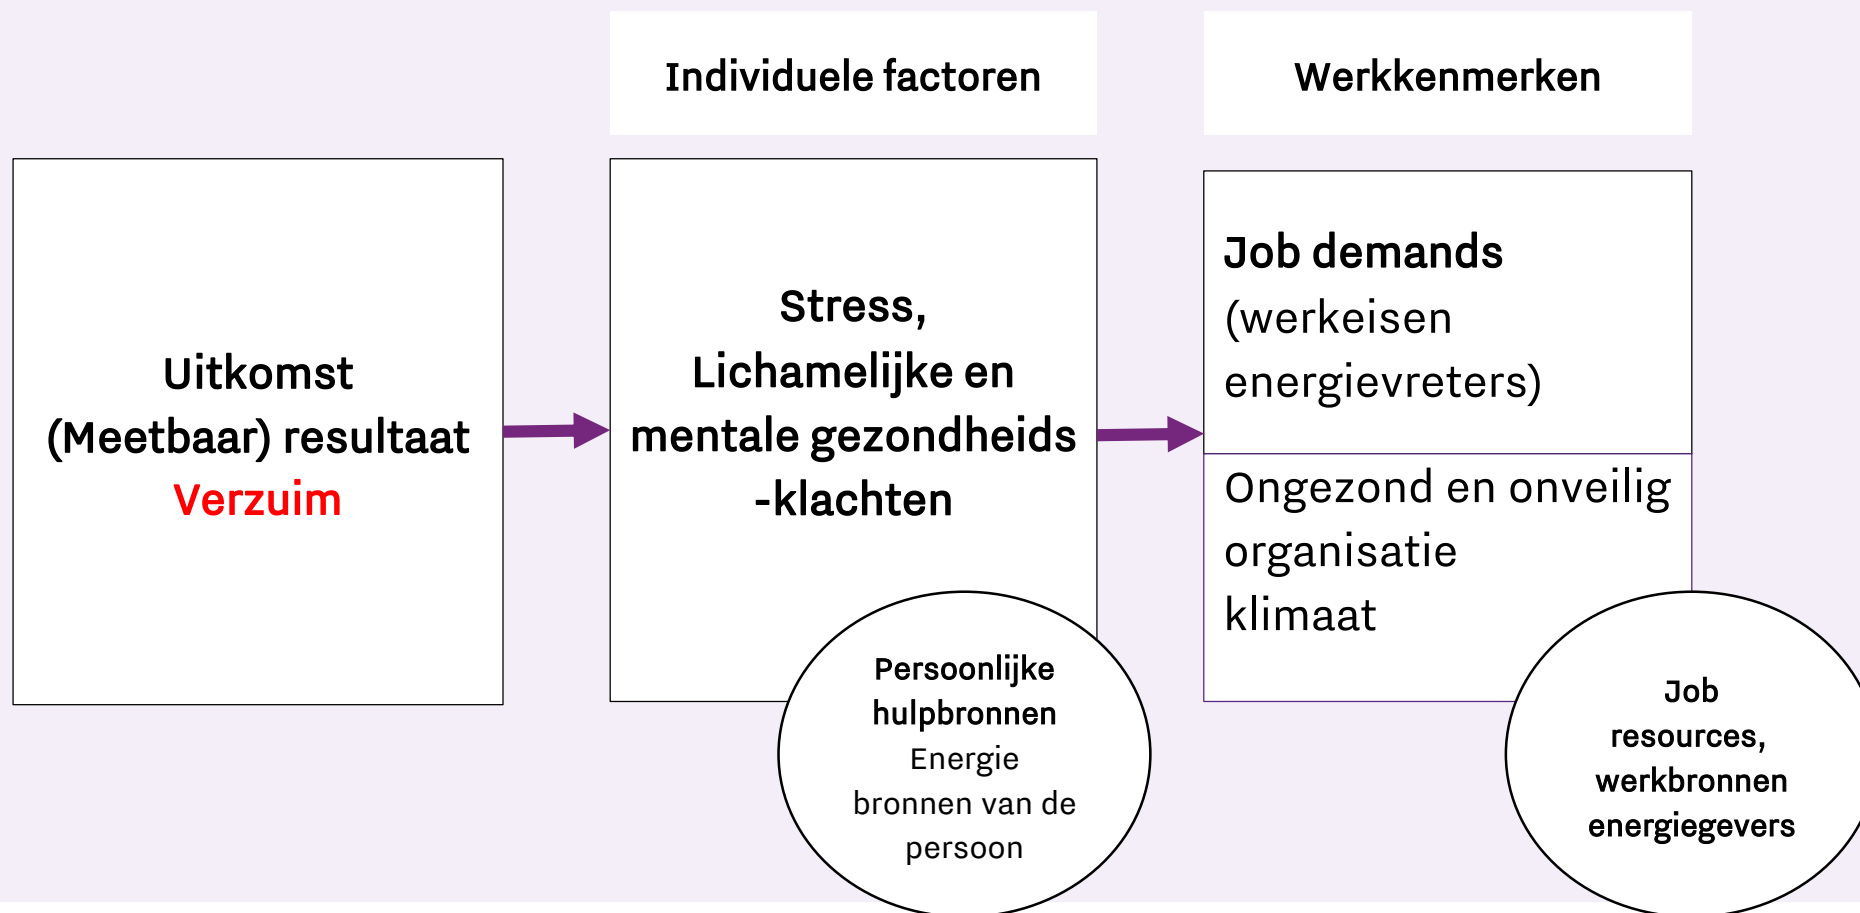 Individuele factoren
Werkkenmerken
Uitkomst
(Meetbaar) resultaat
Verzuim
Stress,
Lichamelijke en
mentale gezondheids
-klachten
Job demands
(werkeisen
energievreters)
Ongezond en onveilig
organisatie
klimaat
Persoonlijke
hulpbronnen
Energie
bronnen van de
persoon
Job
resources,
werkbronnen
energiegevers